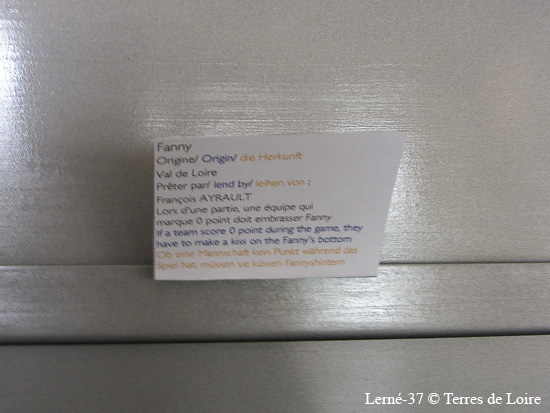 Fanny
Origine/ Origin/ die Herkunft
Val de Loire
Prêter par/ lend by/ leihen von :
François AYRAULT
Lors d'une partie, une équipe qui
marque 0 point doit embrasser Fanny
If a team score 0 point during the game, they
have to make a kiss on the Fanny's bottom
Ob eine Mannschaft kein Punkt während das
Spiel hat, müssen sie küssen Fannyshintern
Lerné-37 © Terres de Loire